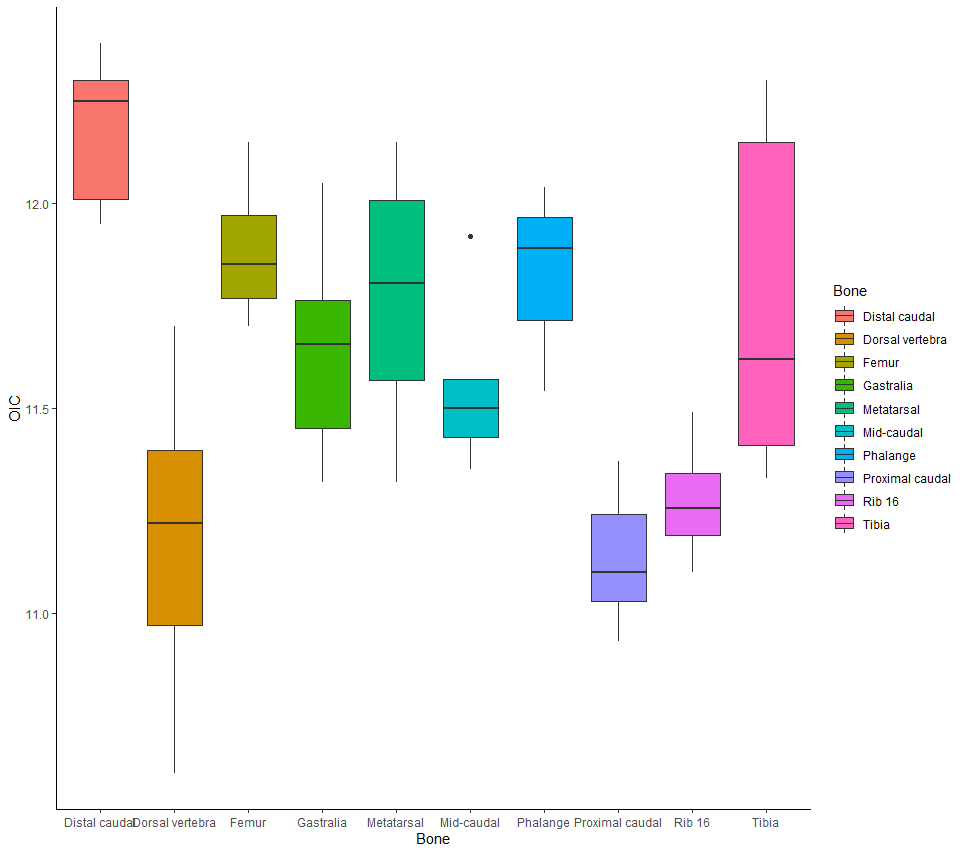 OIC
12.0
11.5
11.0
Distal caudal Dorsal vertebra Femur Gastralia Metatarsal Mid-caudal Phalange Proximal caudal Rib 16 Tibia
Bone
Bone
Distal caudal
Dorsal vertebra
Femur
Gastralia
Metatarsal
Mid-caudal
Phalange
Proximal caudal
Rib 16
Tibia